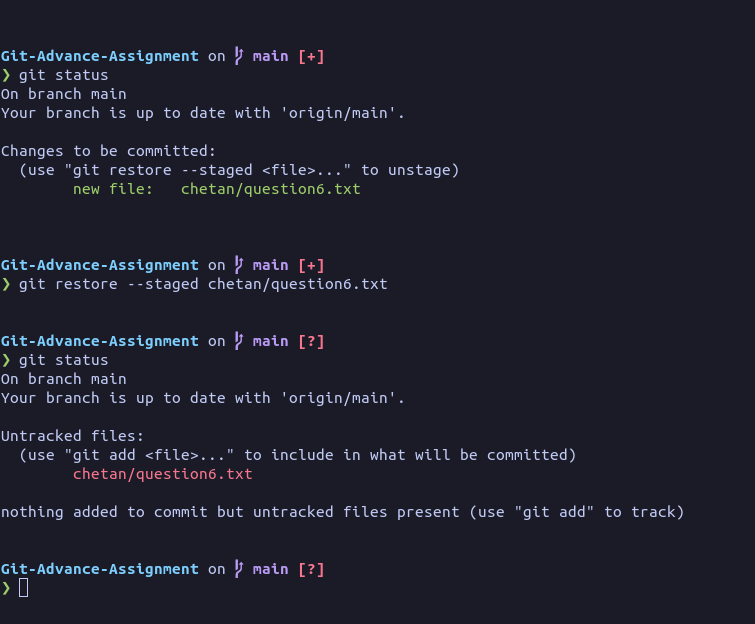 Git-Advance-Assignment on main [+]
❯ git status
On branch main
Your branch is up to date with 'origin/main'.
Changes to be committed:
  (use "git restore --staged <file>..." to unstage)
        new file:   chetan/question6.txt
Git-Advance-Assignment on main [+]
❯ git restore --staged chetan/question6.txt
Git-Advance-Assignment on main [?]
❯ git status
On branch main
Your branch is up to date with 'origin/main'.
Untracked files:
  (use "git add <file>..." to include in what will be committed)
        chetan/question6.txt
nothing added to commit but untracked files present (use "git add" to track)
Git-Advance-Assignment on main [?]
❯